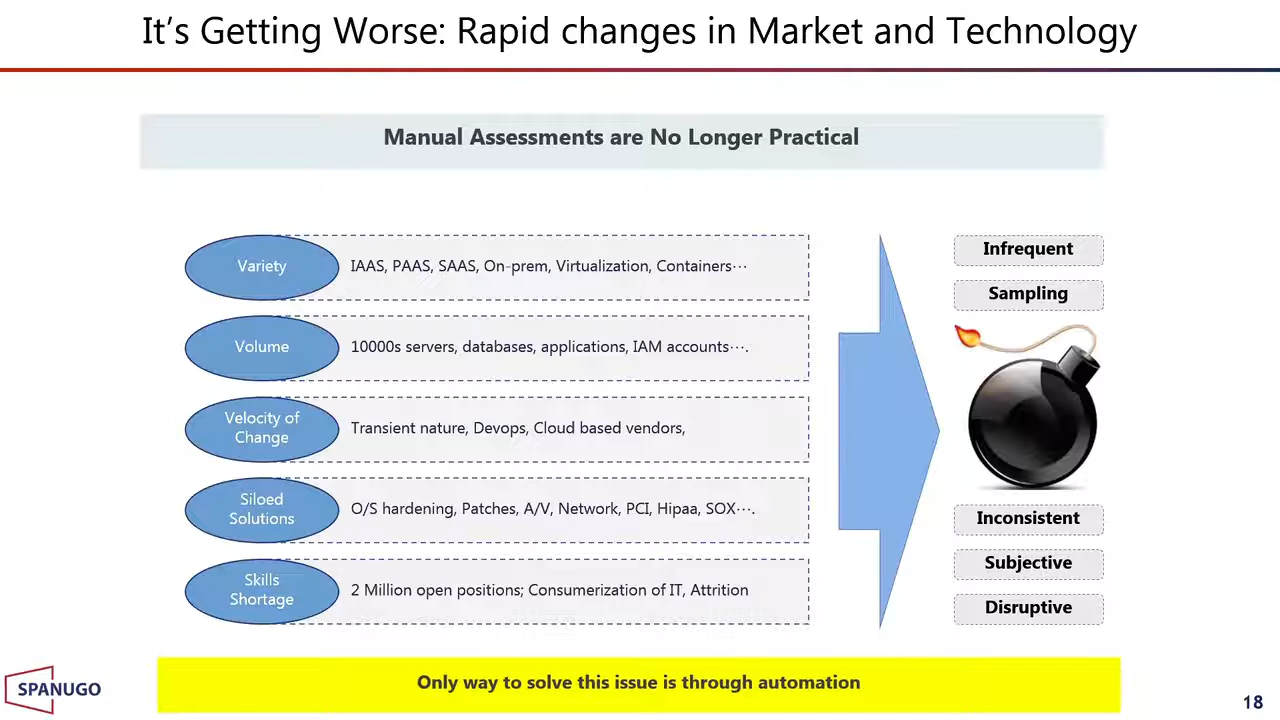 It’s Getting Worse: Rapid changes in Market and Technology
Manual Assessments are No Longer Practical
Variety
IAAS, PAAS, SAAS, On-prem, Virtualization, Containers…
Volume
10000s servers, databases, applications, IAM accounts….
Velocity of
Change
Transient nature, Devops, Cloud based vendors,
Siloed
Solutions
O/S hardening, Patches, A/V, Network, PCI, Hipaa, SOX….
Skills
Shortage
2 Million open positions; Consumerization of IT, Attrition
Infrequent
Sampling
Inconsistent
Subjective
Disruptive
Only way to solve this issue is through automation
SPANUGO
18